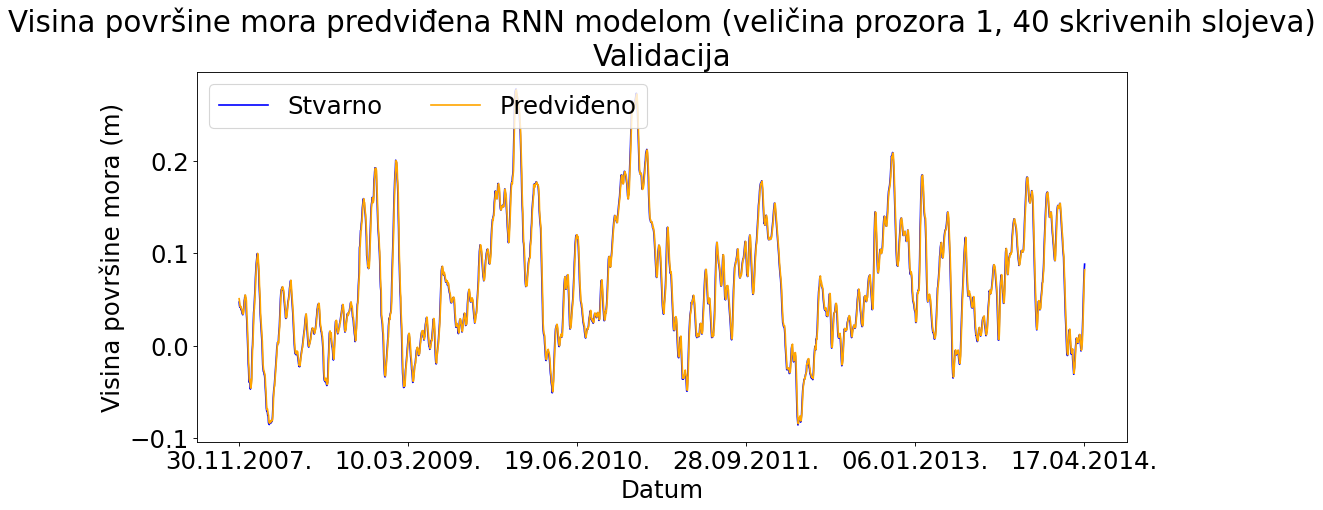 Visina površine mora predviđena RNN modelom (veličina prozora 1, 40 skrivenih slojeva)
Validacija
Stvarno Predviđeno
Visina površine mora (m)
0.2
0.1
0.0
−0.1
30.11.2007. 10.03.2009. 19.06.2010. 28.09.2011. 06.01.2013. 17.04.2014.
Datum